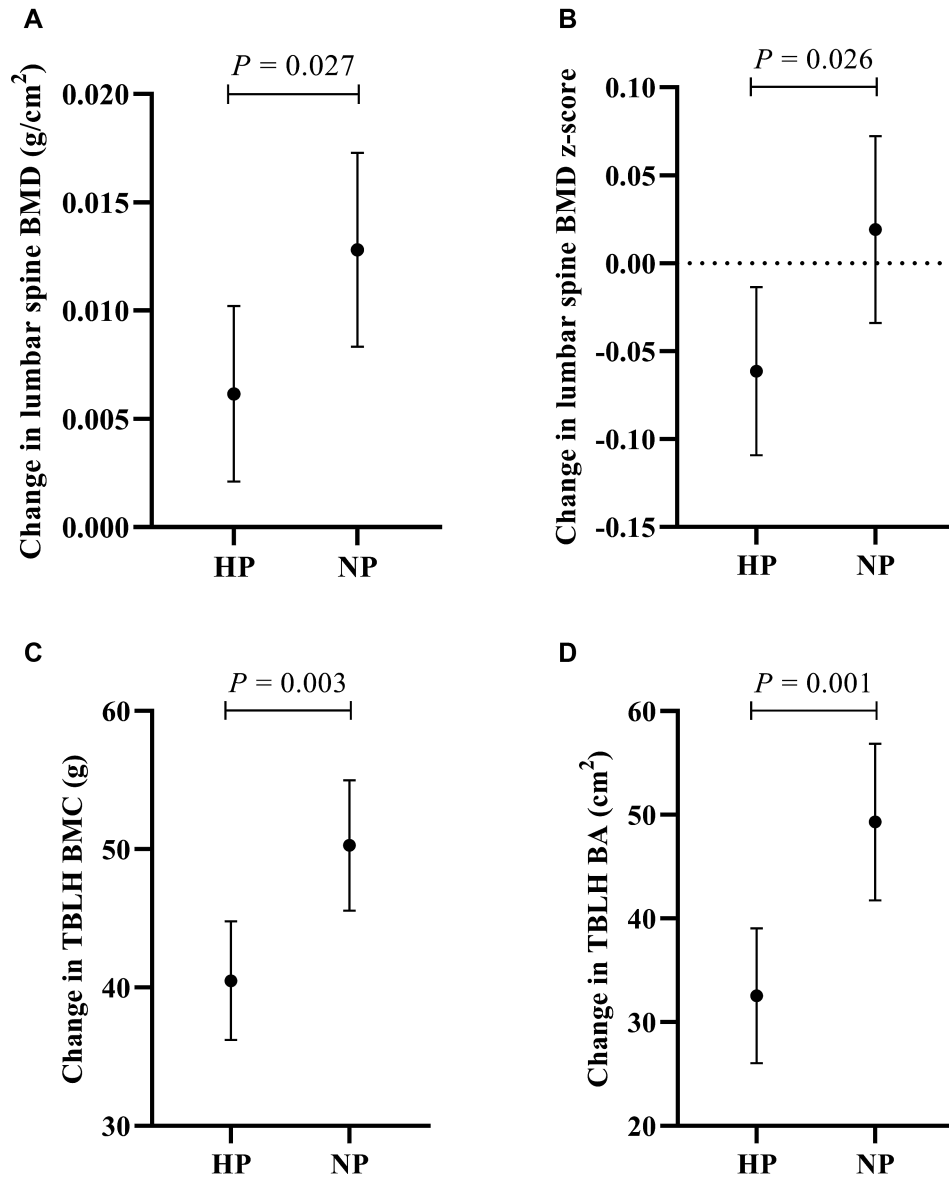 A
P = 0.027
Change in lumbar spine BMD (g/cm²)
0.020
0.015
0.010
0.005
0.000
HP NP
B
P = 0.026
Change in lumbar spine BMD z-score
0.10
0.05
0.00
-0.05
-0.10
-0.15
HP NP
C
P = 0.003
Change in TBLH BMC (g)
60
50
40
30
HP NP
D
P = 0.001
Change in TBLH BA (cm²)
60
50
40
30
20
HP NP